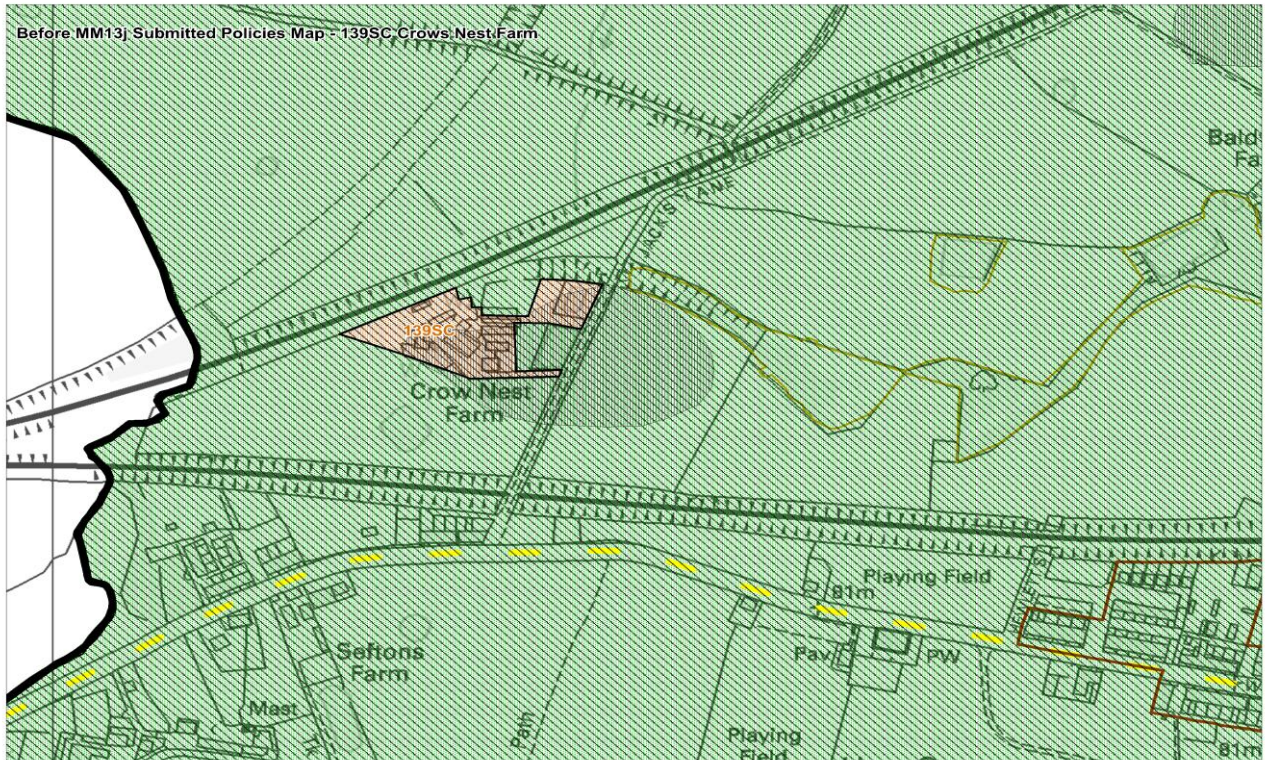 Before MM13j Submitted Policies Map - 139SC Crows Nest Farm
139SC
Crow Nest
Farm
Playing Field
81m
Seftons
Farm
Pav
PW
Mast
Path
Playing
Field
81m